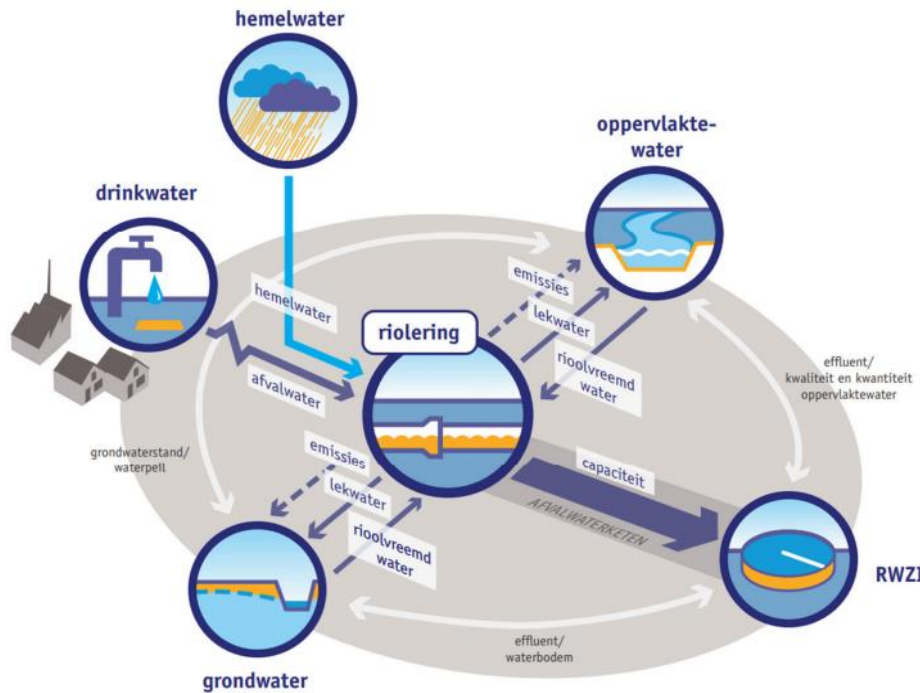 hemelwater
oppervlakte-
water
drinkwater
hemelwater
emissies
lekwater
riolering
rioolvreemd
water
afvalwater
effluent/
kwaliteit en kwantiteit
oppervlaktewater
grondwaterstand/
waterpeil
emissies
lekwater
rioolvreemd
water
capaciteit
AFVALWATERKETEN
RWZI
effluent/
waterbodem
grondwater